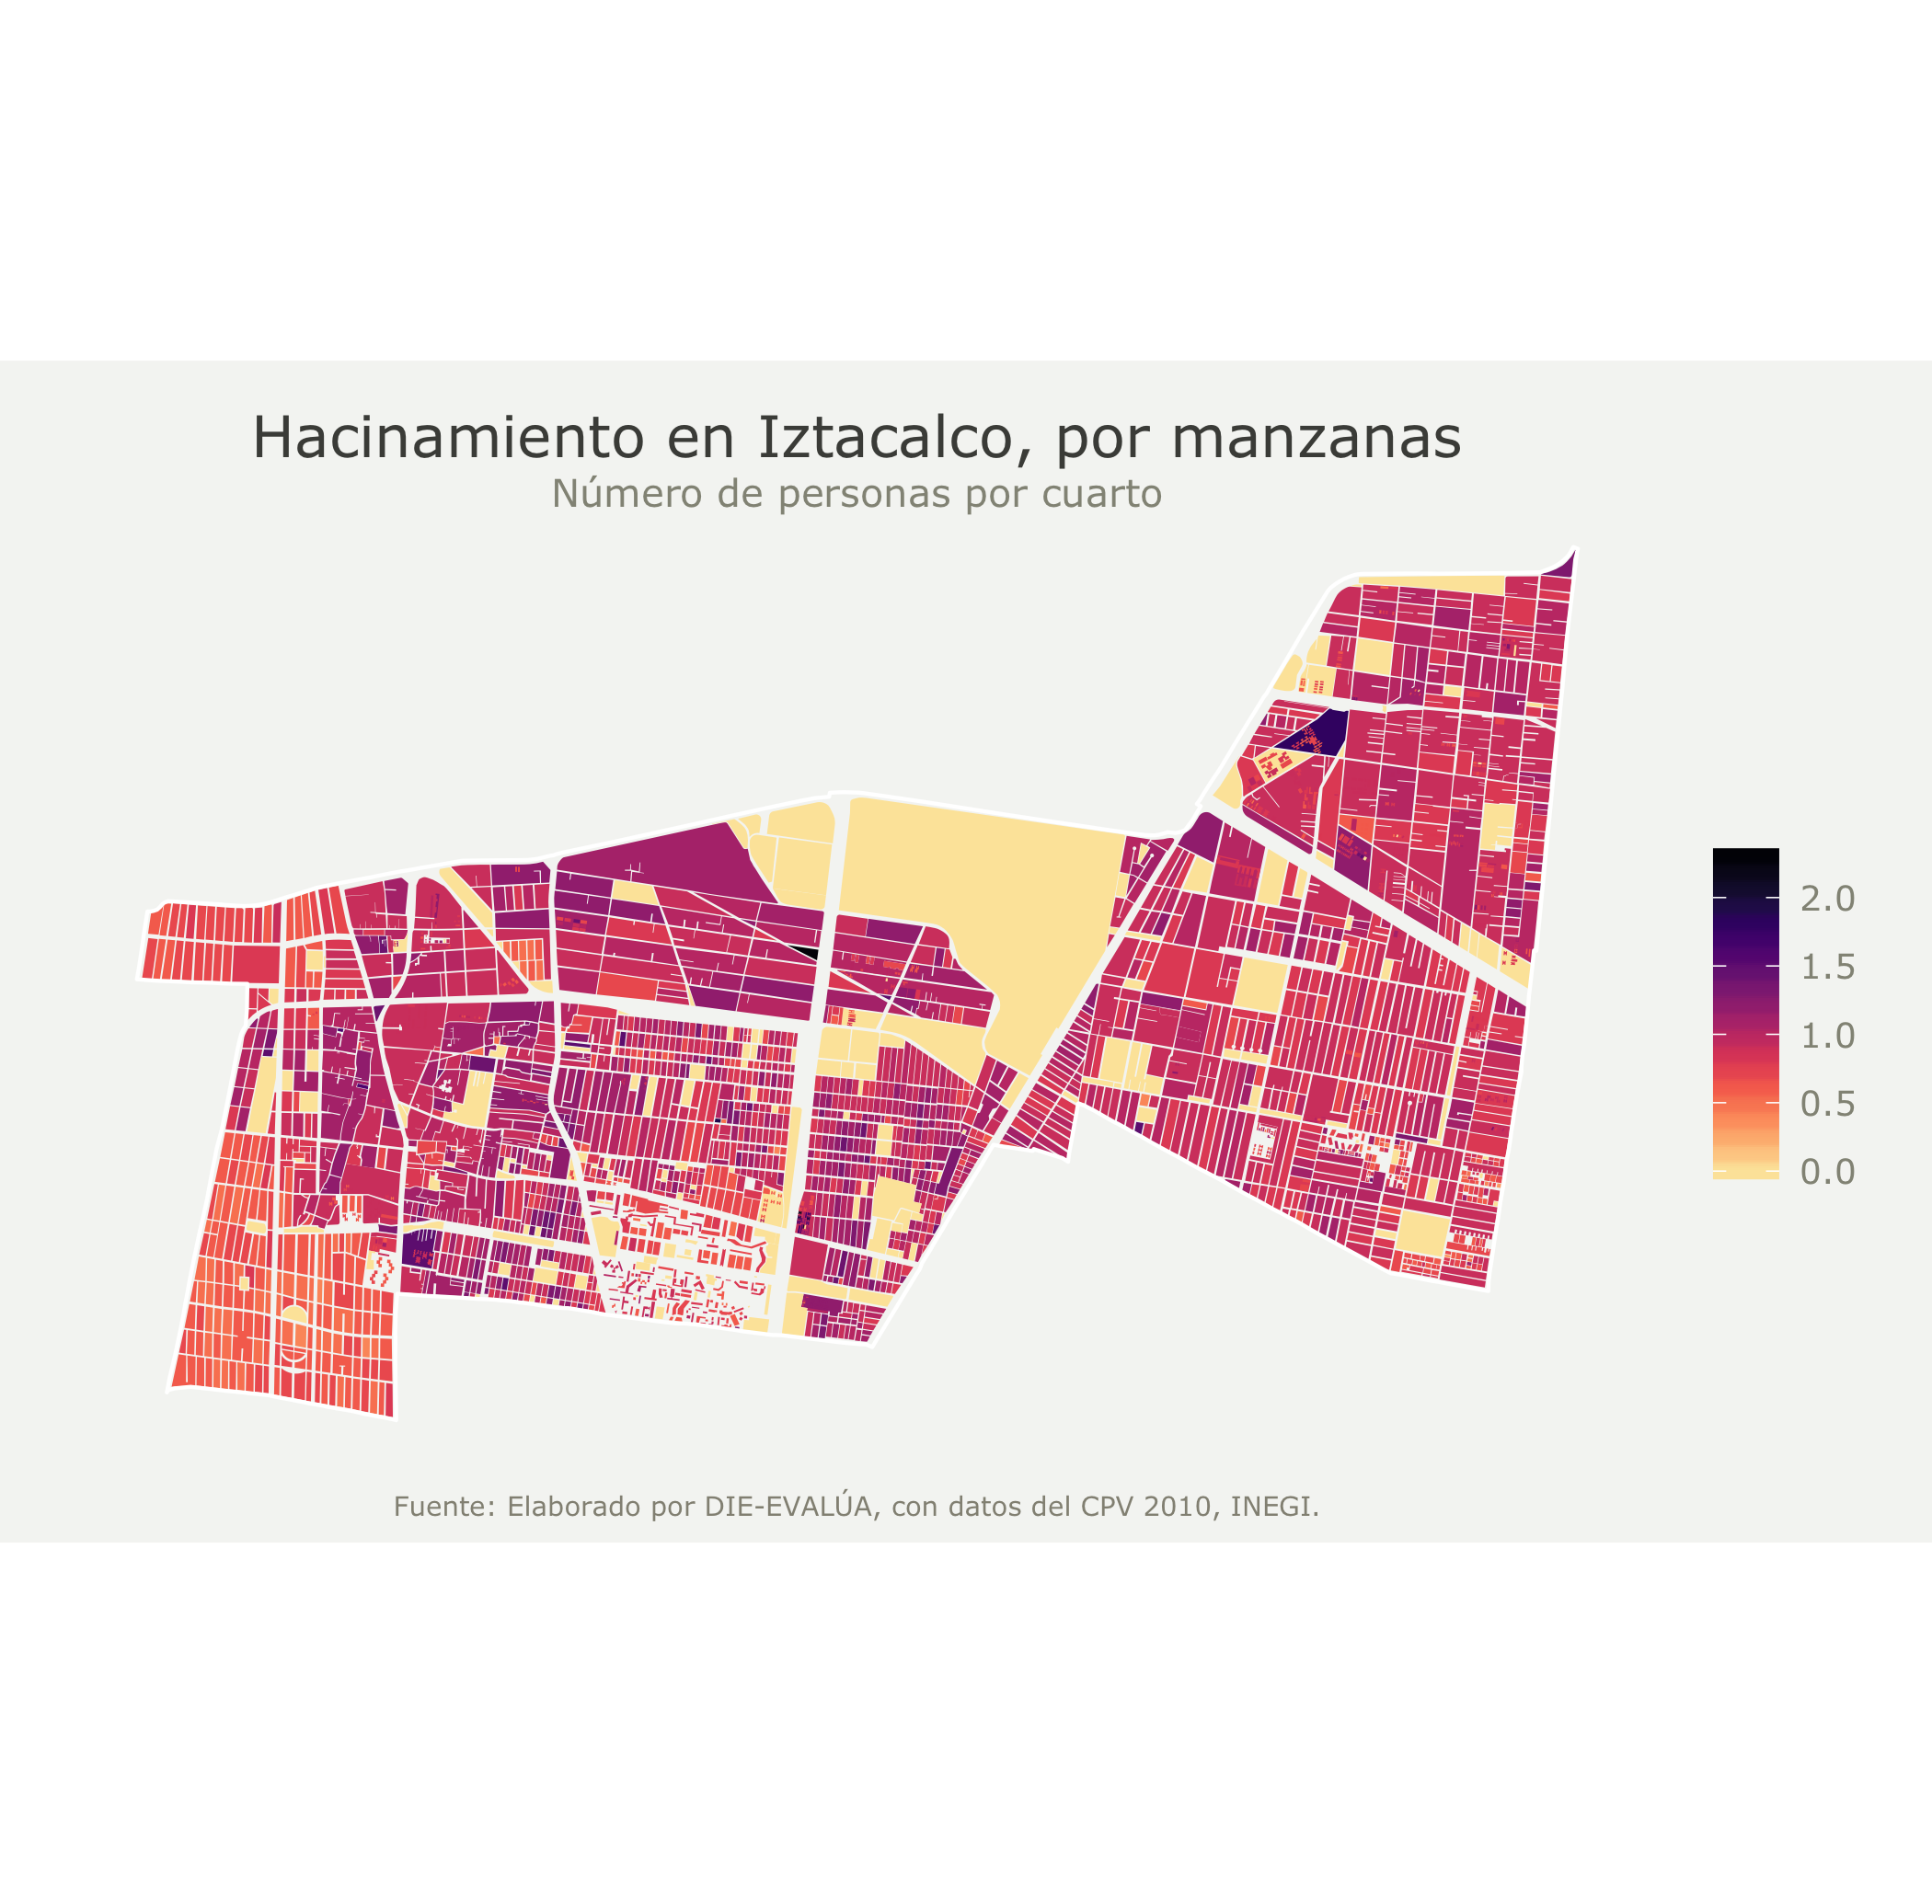 Hacinamiento en Iztacalco, por manzanas
Número de personas por cuarto
2.0
1.5
1.0
0.5
0.0
Fuente: Elaborado por DIE-EVALÚA, con datos del CPV 2010, INEGI.